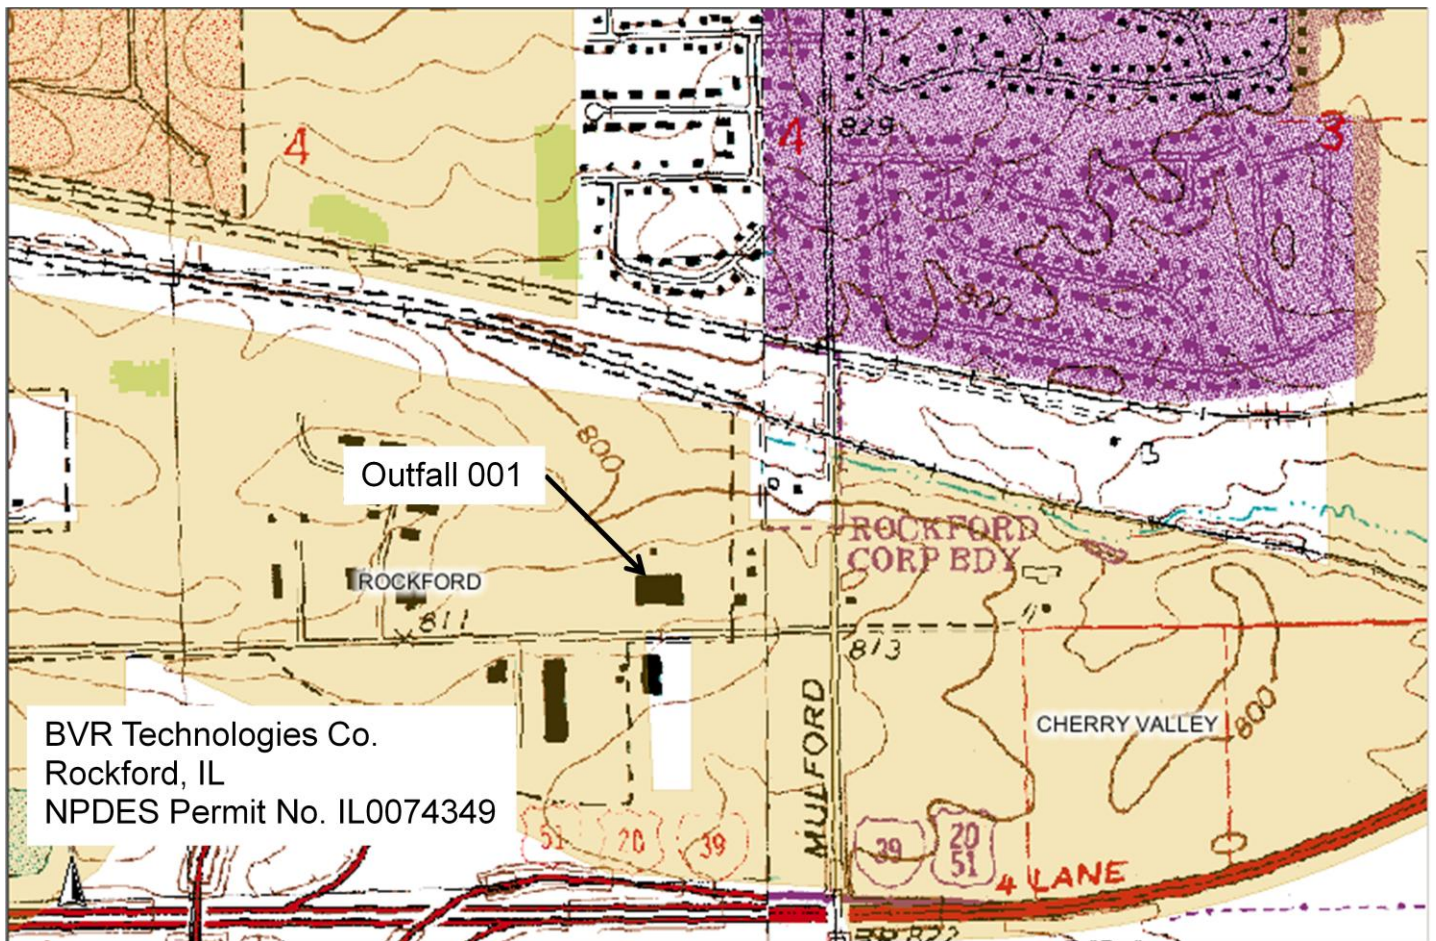 4
4
829
3
800
800
Outfall 001
ROCKFORD
CORP BDY
ROCKFORD
811
813
MULFORD
CHERRY VALLEY
800
BVR Technologies Co.
Rockford, IL
NPDES Permit No. IL0074349
51
20
39
39
20
51
4 LANE
822